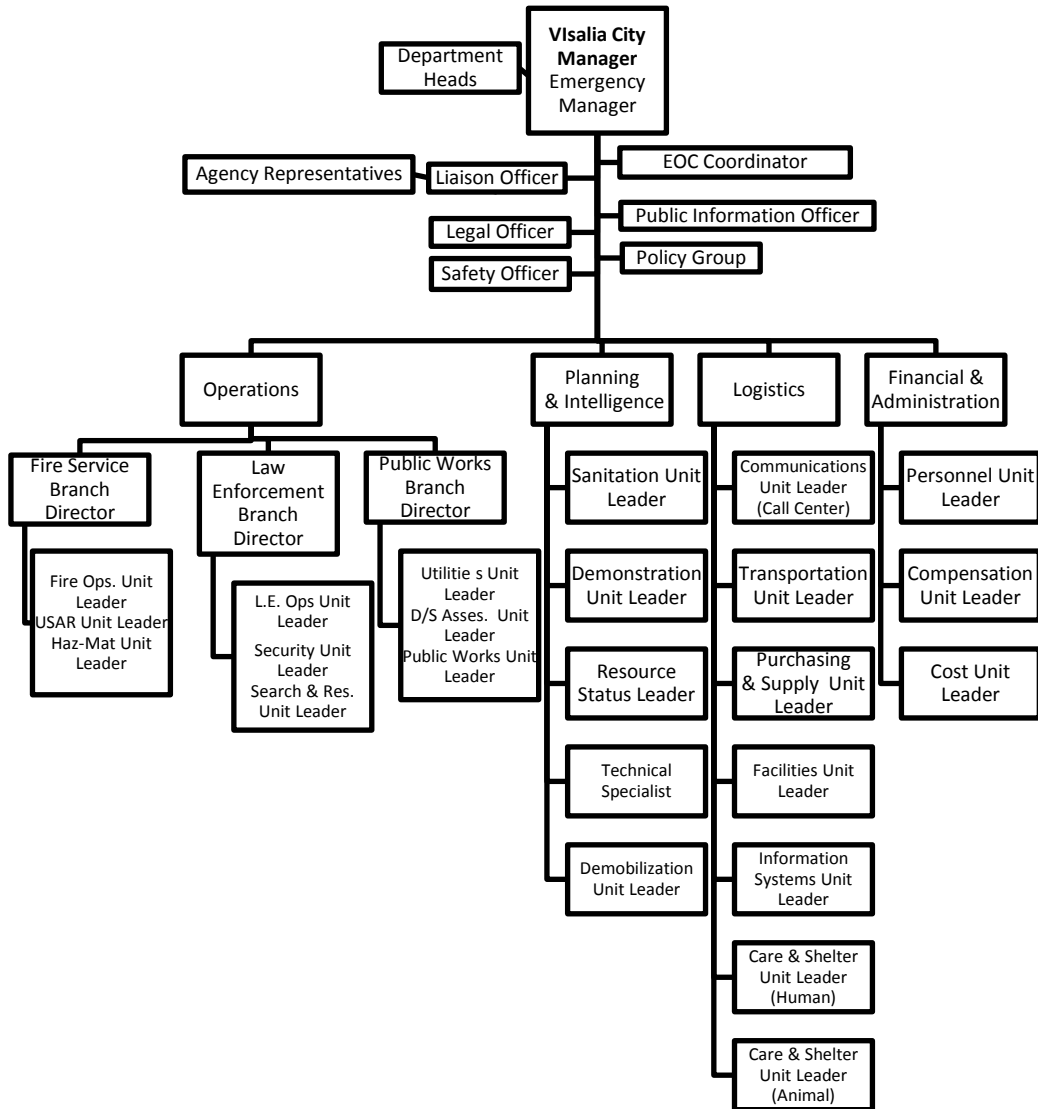 VIsalia City
Manager
Emergency
Manager
Department
Heads
EOC Coordinator
Agency Representatives
Liaison Officer
Public Information Officer
Legal Officer
Policy Group
Safety Officer
Operations
Planning
& Intelligence
Logistics
Financial &
Administration
Fire Service
Branch
Director
Law
Enforcement
Branch
Director
Public Works
Branch
Director
Fire Ops. Unit
Leader
USAR Unit Leader
Haz-Mat Unit
Leader
L.E. Ops Unit
Leader
Security Unit
Leader
Search & Res.
Unit Leader
Utilitie s Unit
Leader
D/S Asses. Unit
Leader
Public Works Unit
Leader
Sanitation Unit
Leader
Demonstration
Unit Leader
Resource
Status Leader
Technical
Specialist
Demobilization
Unit Leader
Communications
Unit Leader
(Call Center)
Transportation
Unit Leader
Purchasing
& Supply Unit
Leader
Facilities Unit
Leader
Information
Systems Unit
Leader
Care & Shelter
Unit Leader
(Human)
Care & Shelter
Unit Leader
(Animal)
Personnel Unit
Leader
Compensation
Unit Leader
Cost Unit
Leader